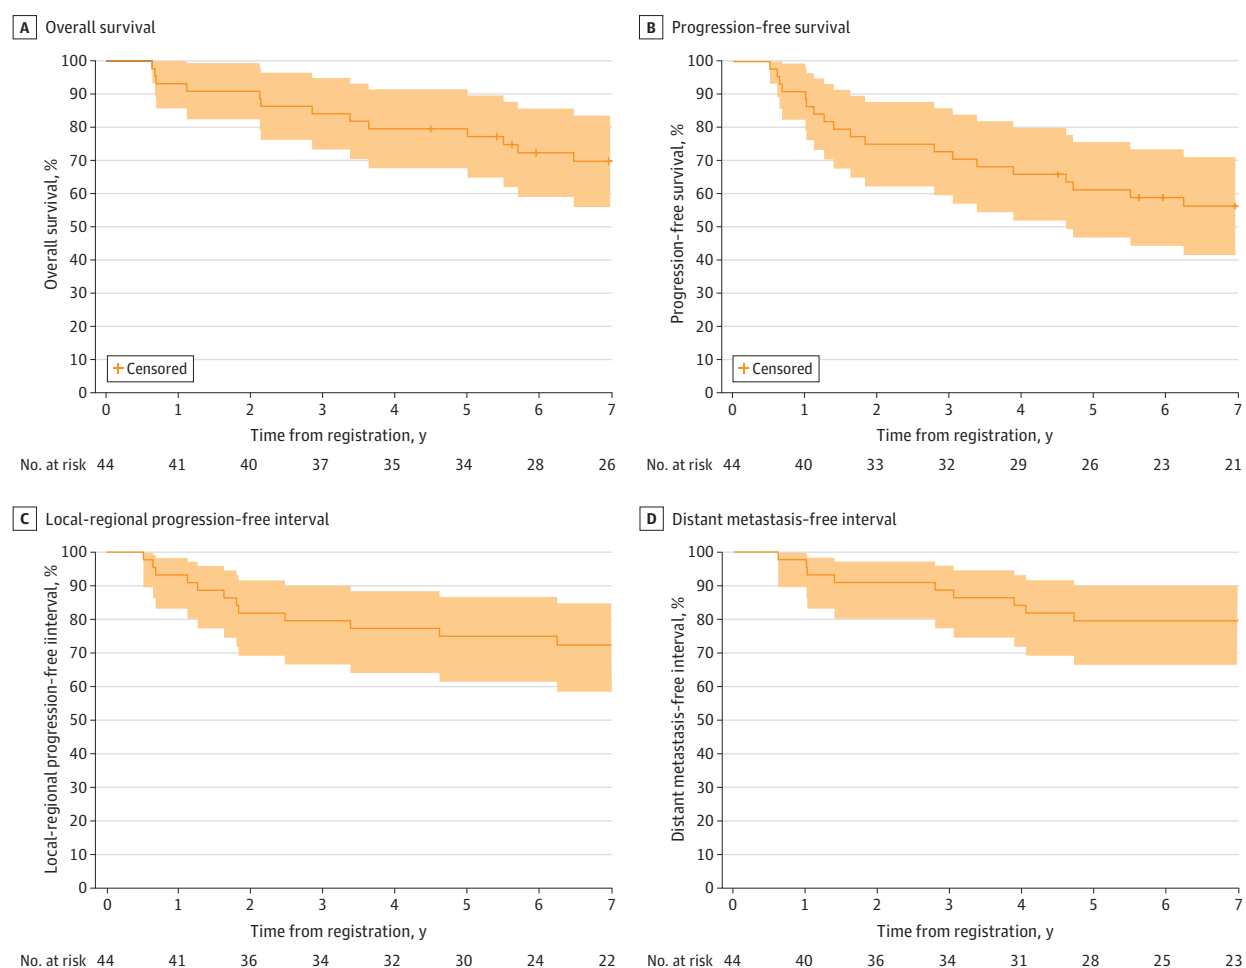 A Overall survival
100
90
80
70
60
50
40
30
20
10
0
Overall survival, %
Censored
0 1 2 3 4 5 6 7
Time from registration, y
No. at risk 44 41 40 37 35 34 28 26
B Progression-free survival
100
90
80
70
60
50
40
30
20
10
0
Progression-free survival, %
Censored
0 1 2 3 4 5 6 7
Time from registration, y
No. at risk 44 40 33 32 29 26 23 21
C Local-regional progression-free interval
100
90
80
70
60
50
40
30
20
10
0
Local-regional progression-free iinterval, %
0 1 2 3 4 5 6 7
Time from registration, y
No. at risk 44 41 36 34 32 30 24 22
D Distant metastasis-free interval
100
90
80
70
60
50
40
30
20
10
0
Distant metastasis-free interval, %
0 1 2 3 4 5 6 7
Time from registration, y
No. at risk 44 40 36 34 31 28 25 23